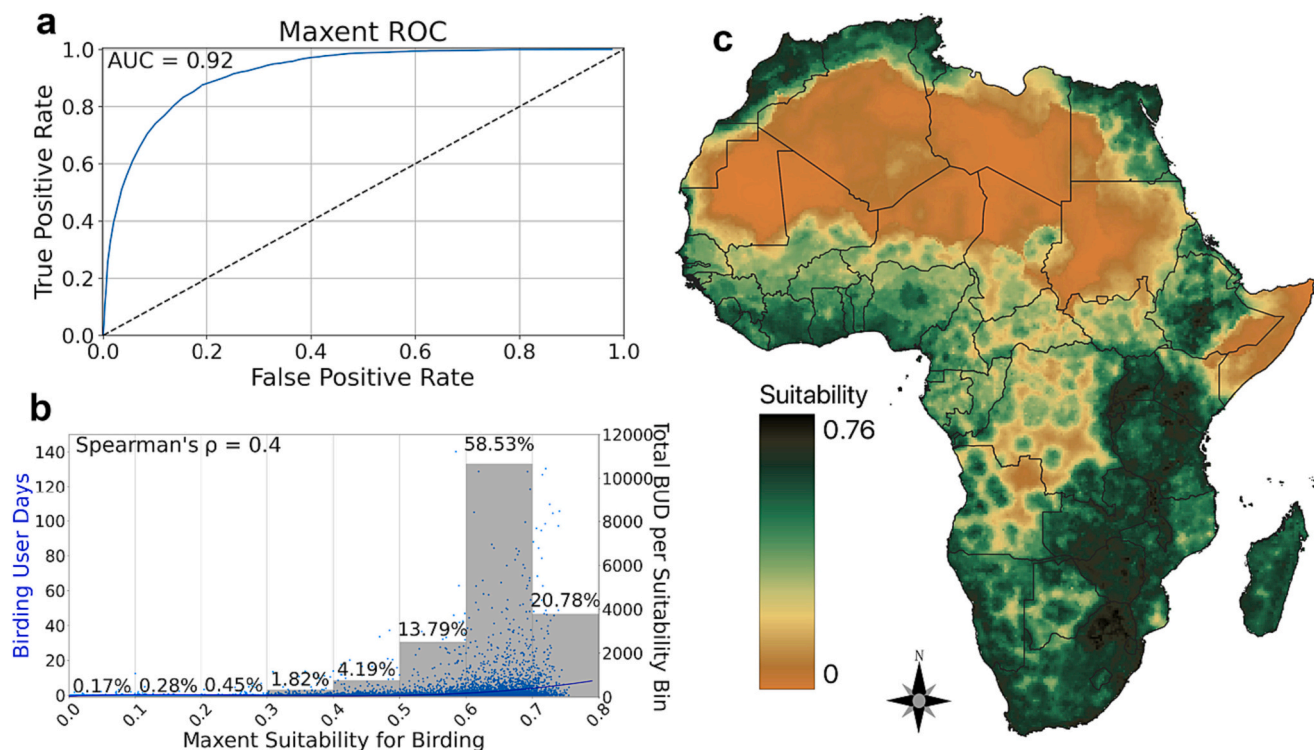 a
Maxent ROC
AUC = 0.92
1.0
0.8
0.6
0.4
0.2
0.0
True Positive Rate
0.0 0.2 0.4 0.6 0.8 1.0
False Positive Rate
b
Spearman's ρ = 0.4
140
120
100
80
60
40
20
0
Birding User Days
0.17% 0.28% 0.45% 1.82% 4.19% 13.79% 58.53% 20.78%
12000
10000
8000
6000
4000
2000
0
Total BUD per Suitability Bin
0.0 0.1 0.2 0.3 0.4 0.5 0.6 0.7 0.8
Maxent Suitability for Birding
c
Suitability
0.76
0
N